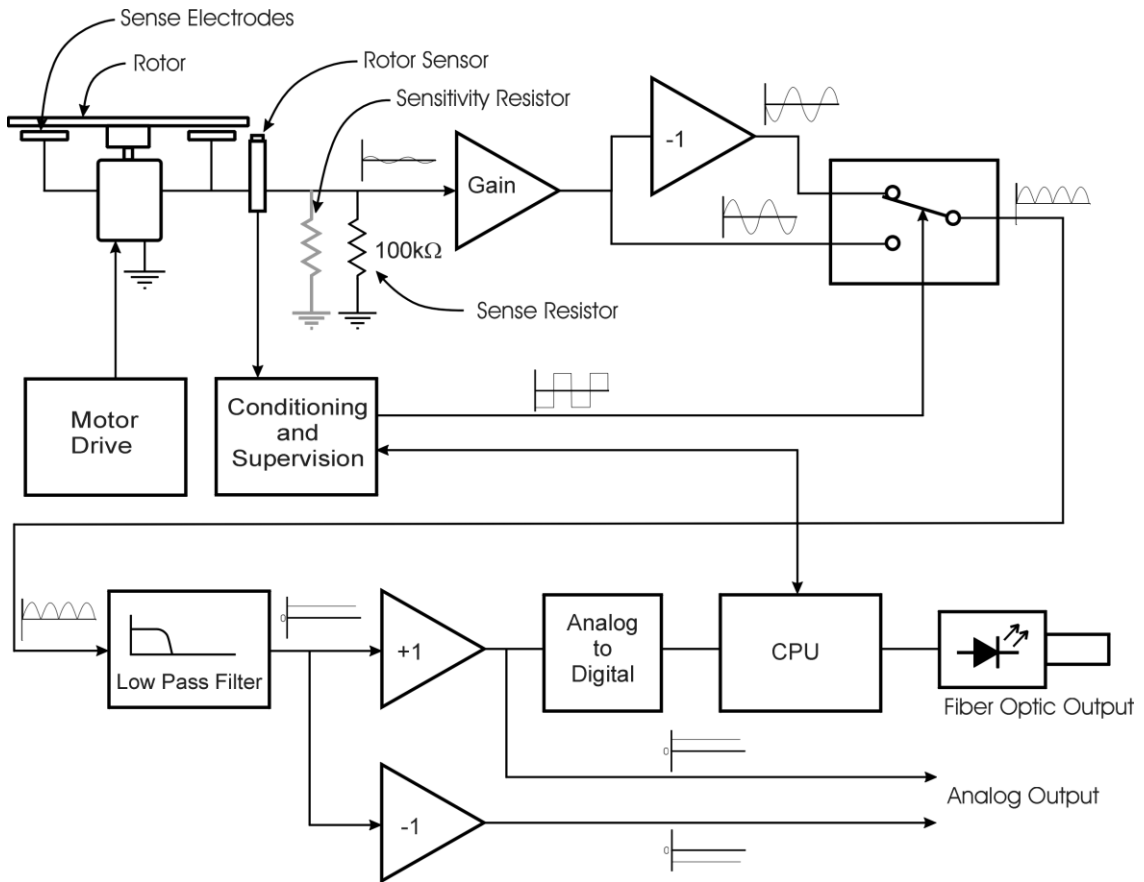 Sense Electrodes
Rotor
Rotor Sensor
Sensitivity Resistor
Gain
-1
100kΩ
Sense Resistor
Motor
Drive
Conditioning
and
Supervision
0
+1
Low Pass Filter
Analog
to
Digital
CPU
Fiber Optic Output
0
Analog Output
-1
0